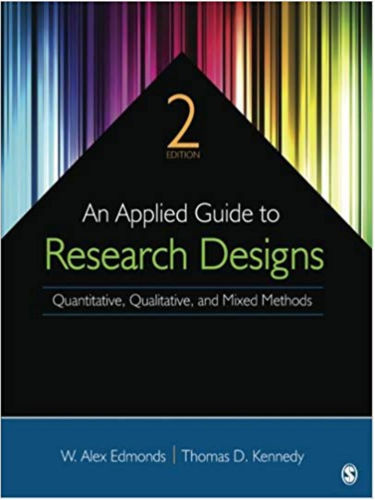 2
EDITION
An Applied Guide to
Research Designs
Quantitative, Qualitative, and Mixed Methods
W. Alex Edmonds | Thomas D. Kennedy